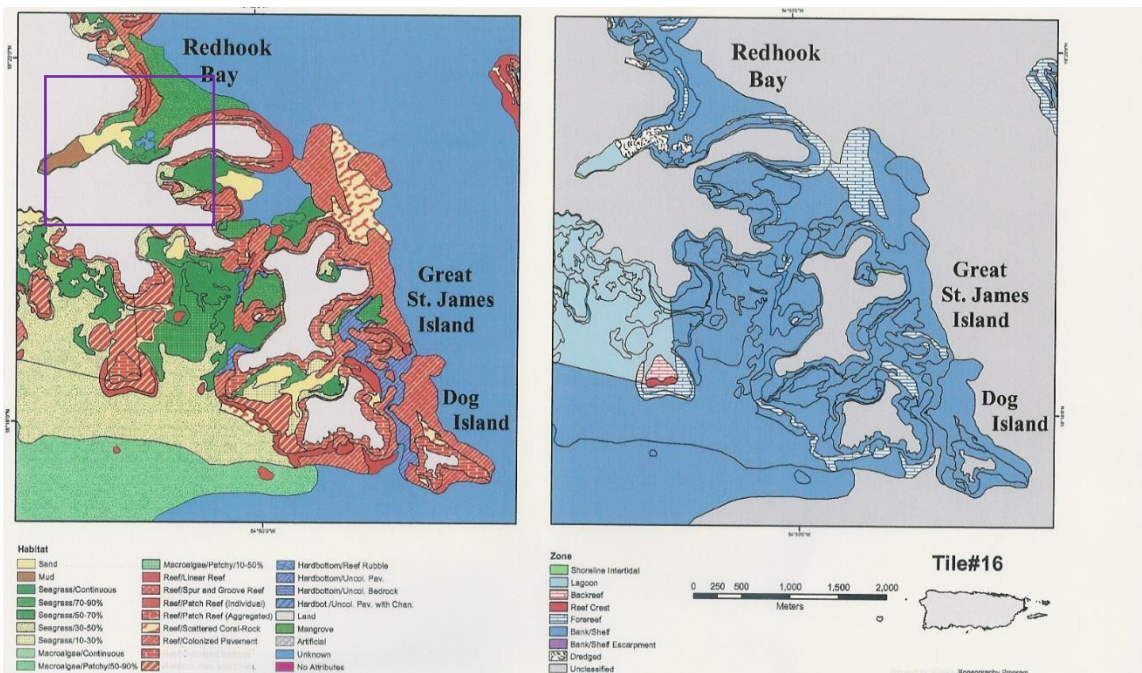 Redhook
Bay
Great
St. James
Island
Dog
Island
Redhook
Bay
Great
St. James
Island
Dog
Island
Habitat
Sand
Mud
Seagrass/Continuous
Seagrass/70-90%
Seagrass/50-70%
Seagrass/30-50%
Seagrass/10-30%
Macroalgae/Continuous
Macroalgae/Patchy/50-90%
Macroalgae/Patchy/10-50%
Reef/Linear Reef
Reef/Spur and Groove Reef
Reef/Patch Reef (Individual)
Reef/Patch Reef (Aggregated)
Reef/Scattered Coral-Rock
Reef/Colonized Pavement
Hardbottom/Reef Rubble
Hardbottom/Uncol. Pav.
Hardbottom/Uncol. Bedrock
Hardbot./Uncol. Pav. with Chan.
Land
Mangrove
Artificial
Unknown
No Attributes
Zone
Shoreline Intertidal
Lagoon
Backreef
Reef Crest
Forereef
Bank/Shelf
Bank/Shelf Escarpment
Dredged
Unclassified
0 250 500 1,000 1,500 2,000
Meters
Tile#16